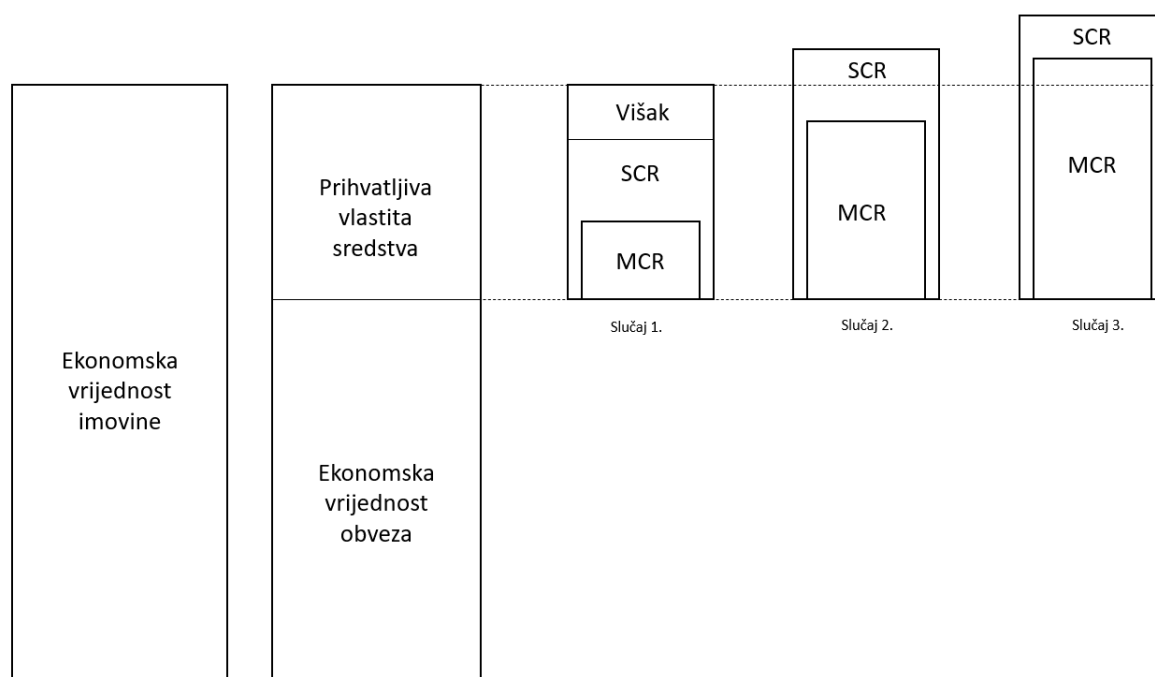 Ekonomska
vrijednost
imovine
Prihvatljiva
vlastita
sredstva
Ekonomska
vrijednost
obveza
Višak
SCR
MCR
Slučaj 1.
SCR
MCR
Slučaj 2.
SCR
MCR
Slučaj 3.